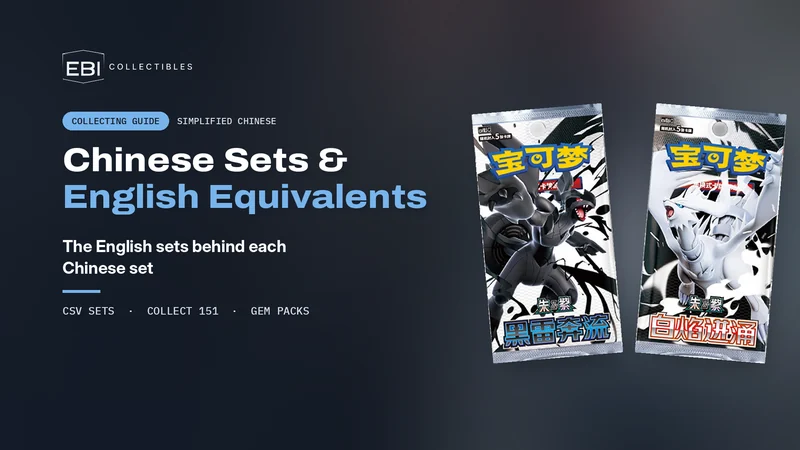 EBI COLLECTIBLES
COLLECTING GUIDE SIMPLIFIED CHINESE
Chinese Sets &
English Equivalents
The English sets behind each
Chinese set
CSV SETS · COLLECT 151 · GEM PACKS
宝可梦
朱&紫
黑雷奔流
宝可梦
朱&紫
白焰迸涌